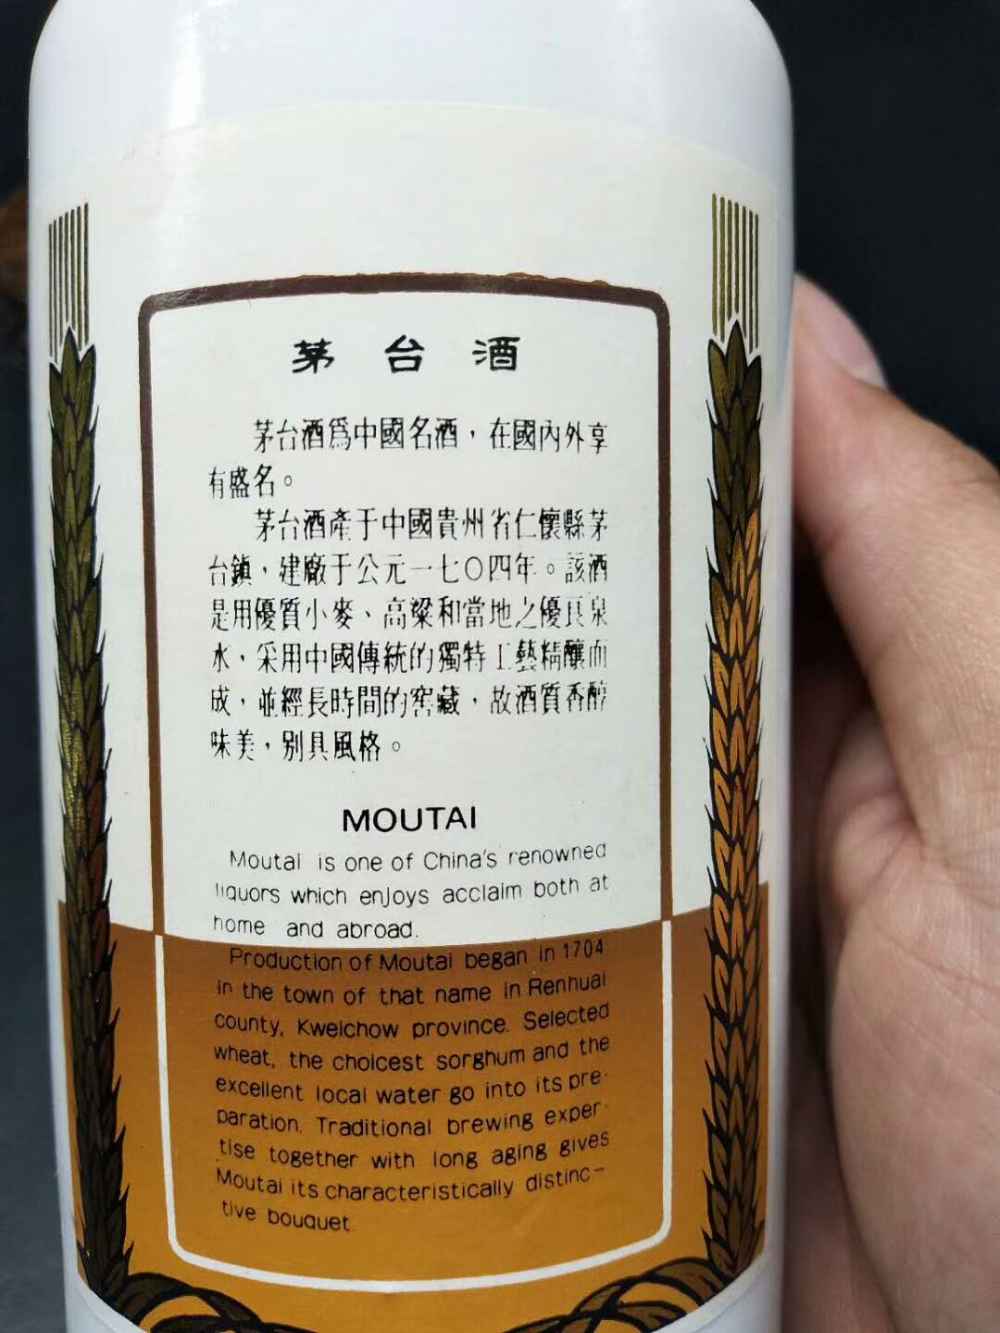 茅台酒
茅台酒爲中國名酒，在國內外享
有盛名。
茅台酒產于中國貴州省仁懷縣茅
台鎮，建廠于公元一七〇四年。該酒
是用優質小麥、高粱和當地之優良泉
水，采用中國傳統的獨特工藝精釀而
成，並經長時間的窖藏，故酒質香醇
味美，別具風格。
MOUTAI
Moutai is one of China's renowned
liquors which enjoys acclaim both at
home and abroad.
Production of Moutai began in 1704
in the town of that name in Renhuai
county, Kweichow province. Selected
wheat, the choicest sorghum and the
excellent local water go into its pre-
paration. Traditional brewing exper-
tise together with long aging gives
Moutai its characteristically distinc-
tive bouquet.